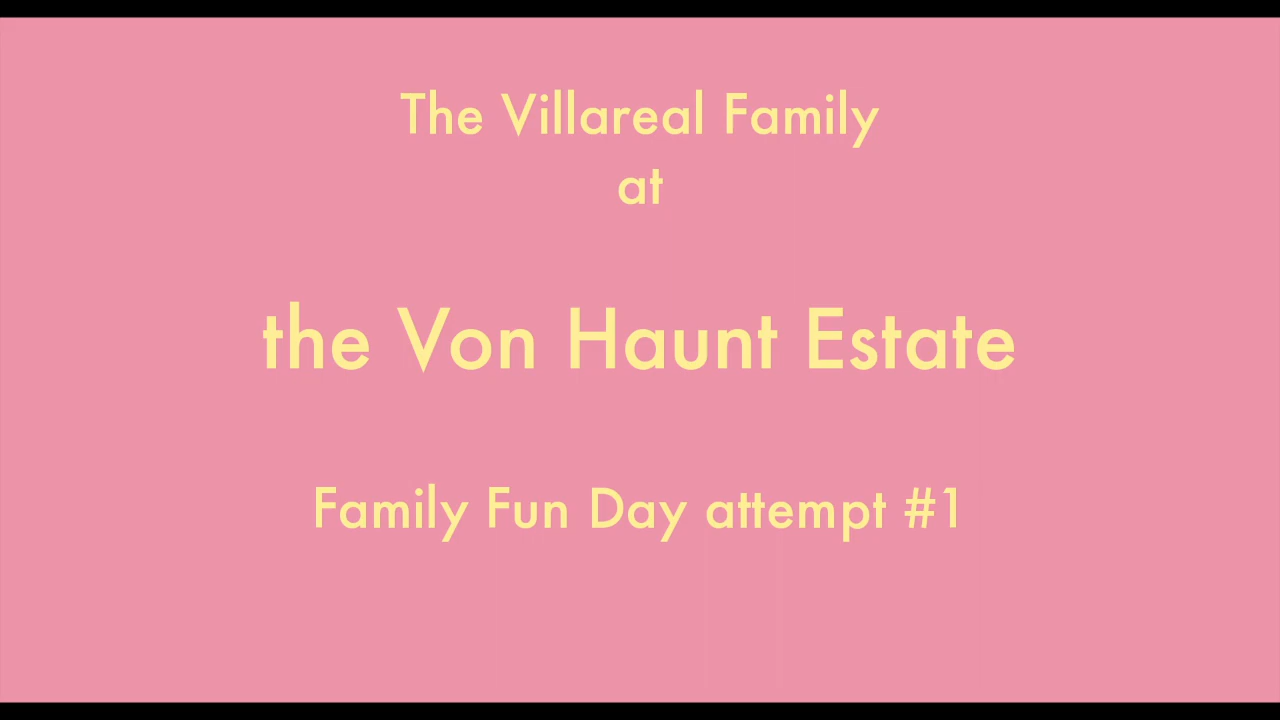 The Villareal Family
at
the Von Haunt Estate
Family Fun Day attempt #1